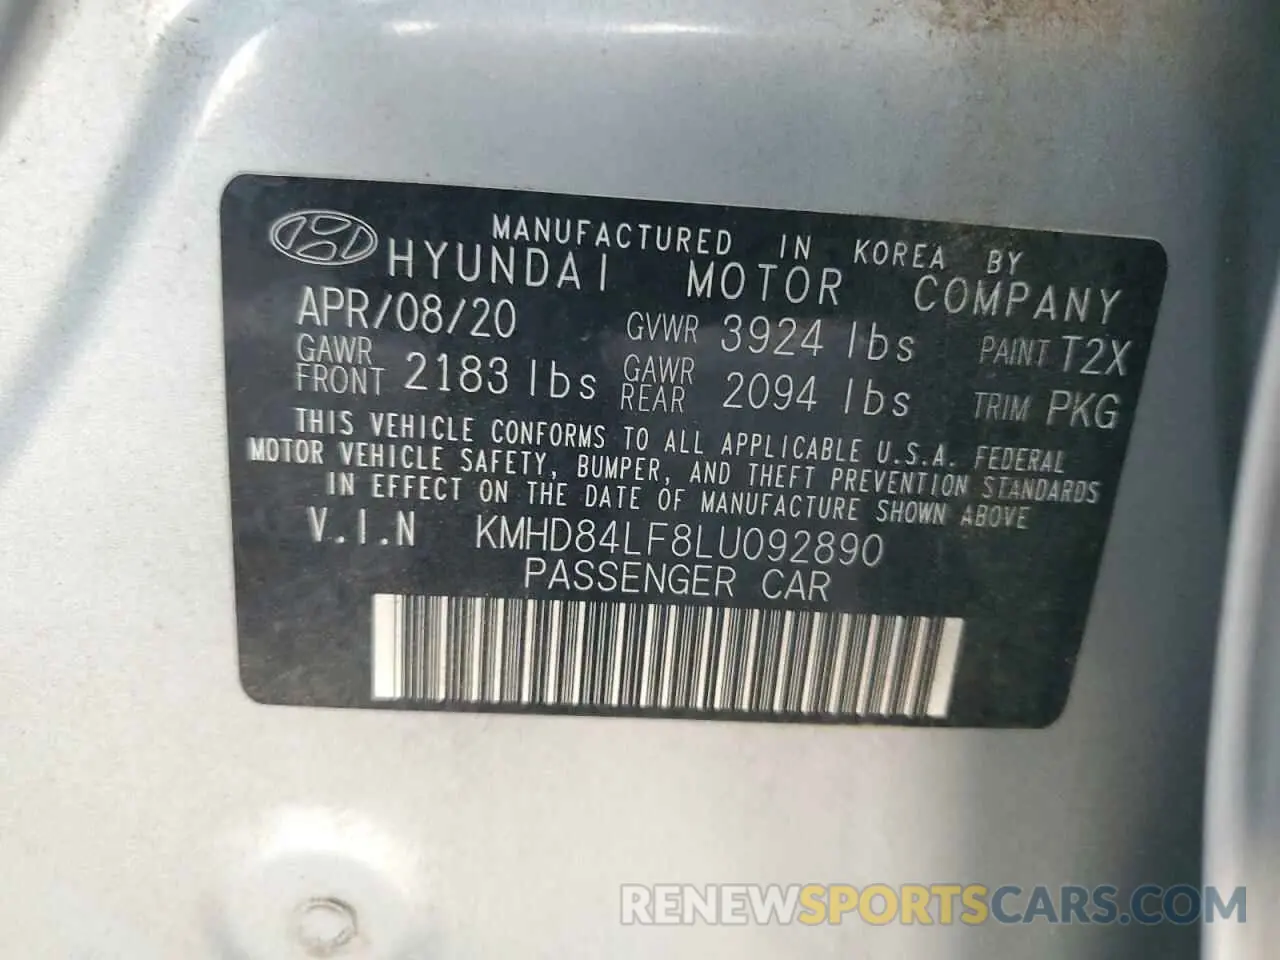 MANUFACTURED IN KOREA BY
HYUNDAI MOTOR COMPANY
APR/08/20 GVWR 3924 lbs PAINT T2X
GAWR FRONT 2183 lbs GAWR REAR 2094 lbs TRIM PKG
THIS VEHICLE CONFORMS TO ALL APPLICABLE U.S.A. FEDERAL
MOTOR VEHICLE SAFETY, BUMPER, AND THEFT PREVENTION STANDARDS
IN EFFECT ON THE DATE OF MANUFACTURE SHOWN ABOVE
V.I.N KMHD84LF8LU092890
PASSENGER CAR
RENEWSPORTSCARS.COM